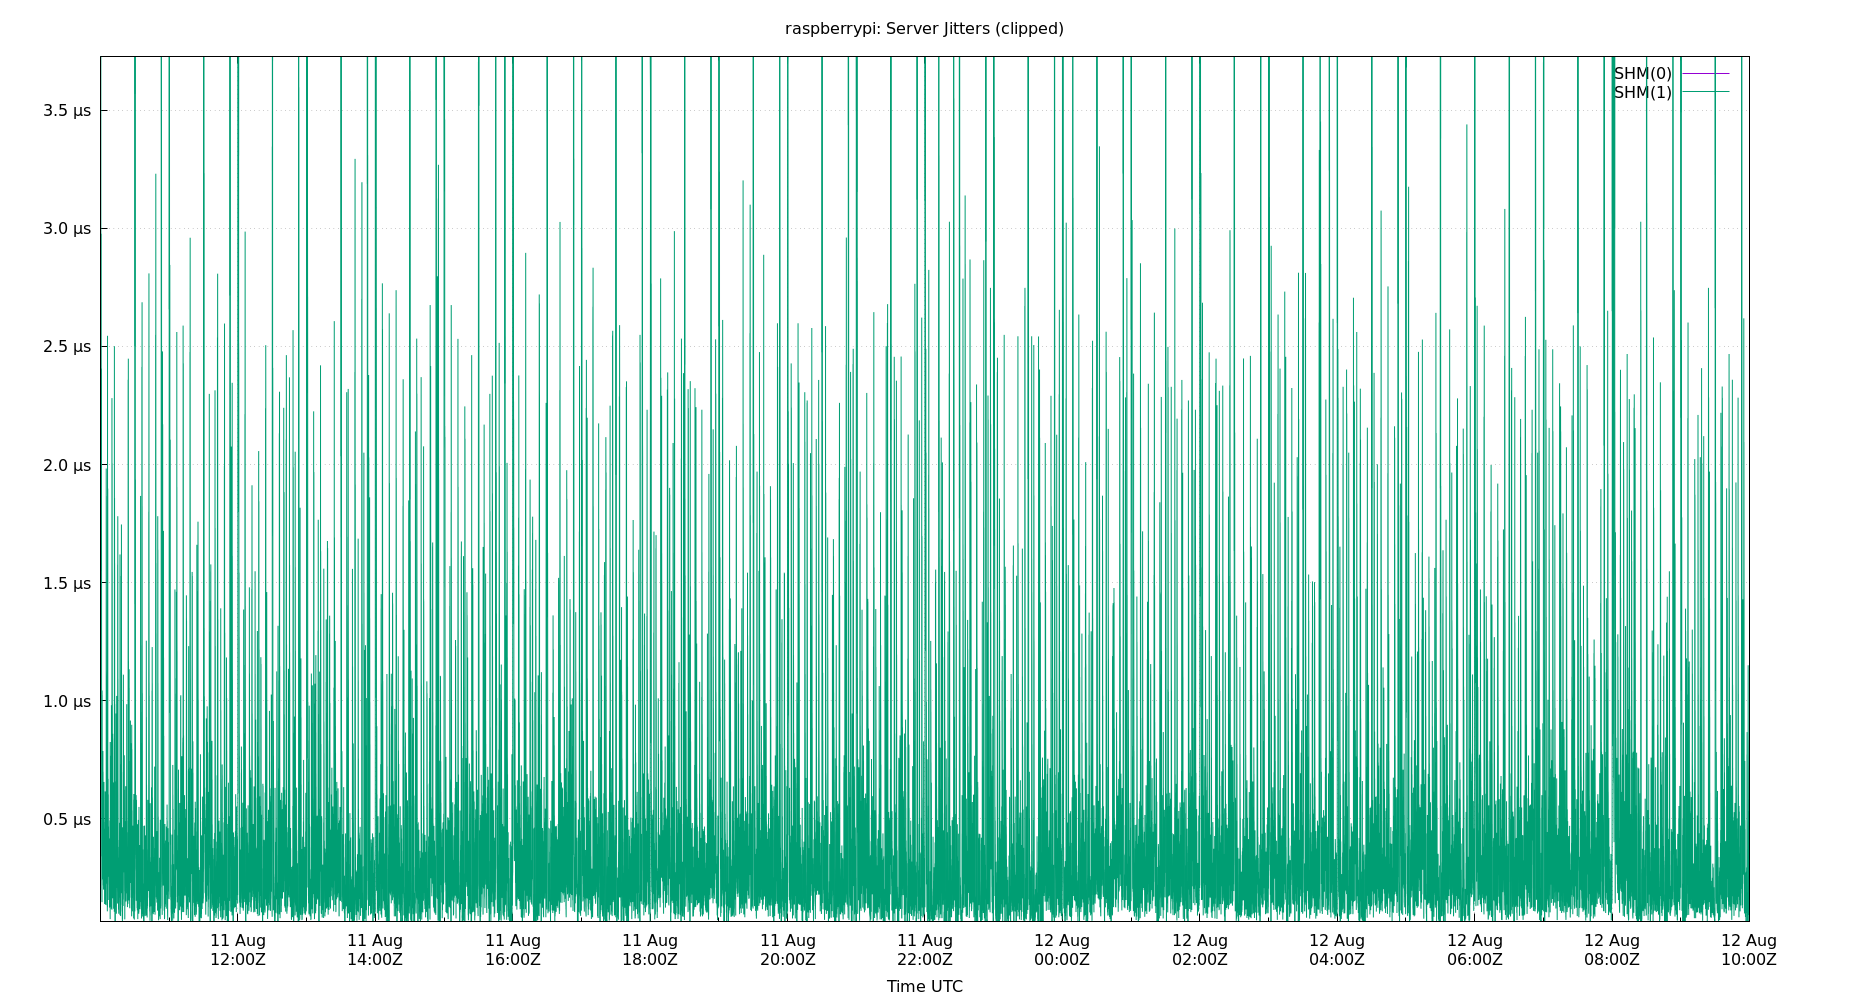 raspberrypi: Server Jitters (clipped)
SHM(0)
SHM(1)
3.5 µs
3.0 µs
2.5 µs
2.0 µs
1.5 µs
1.0 µs
0.5 µs
11 Aug 11 Aug 11 Aug 11 Aug 11 Aug 11 Aug 12 Aug 12 Aug 12 Aug 12 Aug 12 Aug 12 Aug
12:00Z 14:00Z 16:00Z 18:00Z 20:00Z 22:00Z 00:00Z 02:00Z 04:00Z 06:00Z 08:00Z 10:00Z
Time UTC